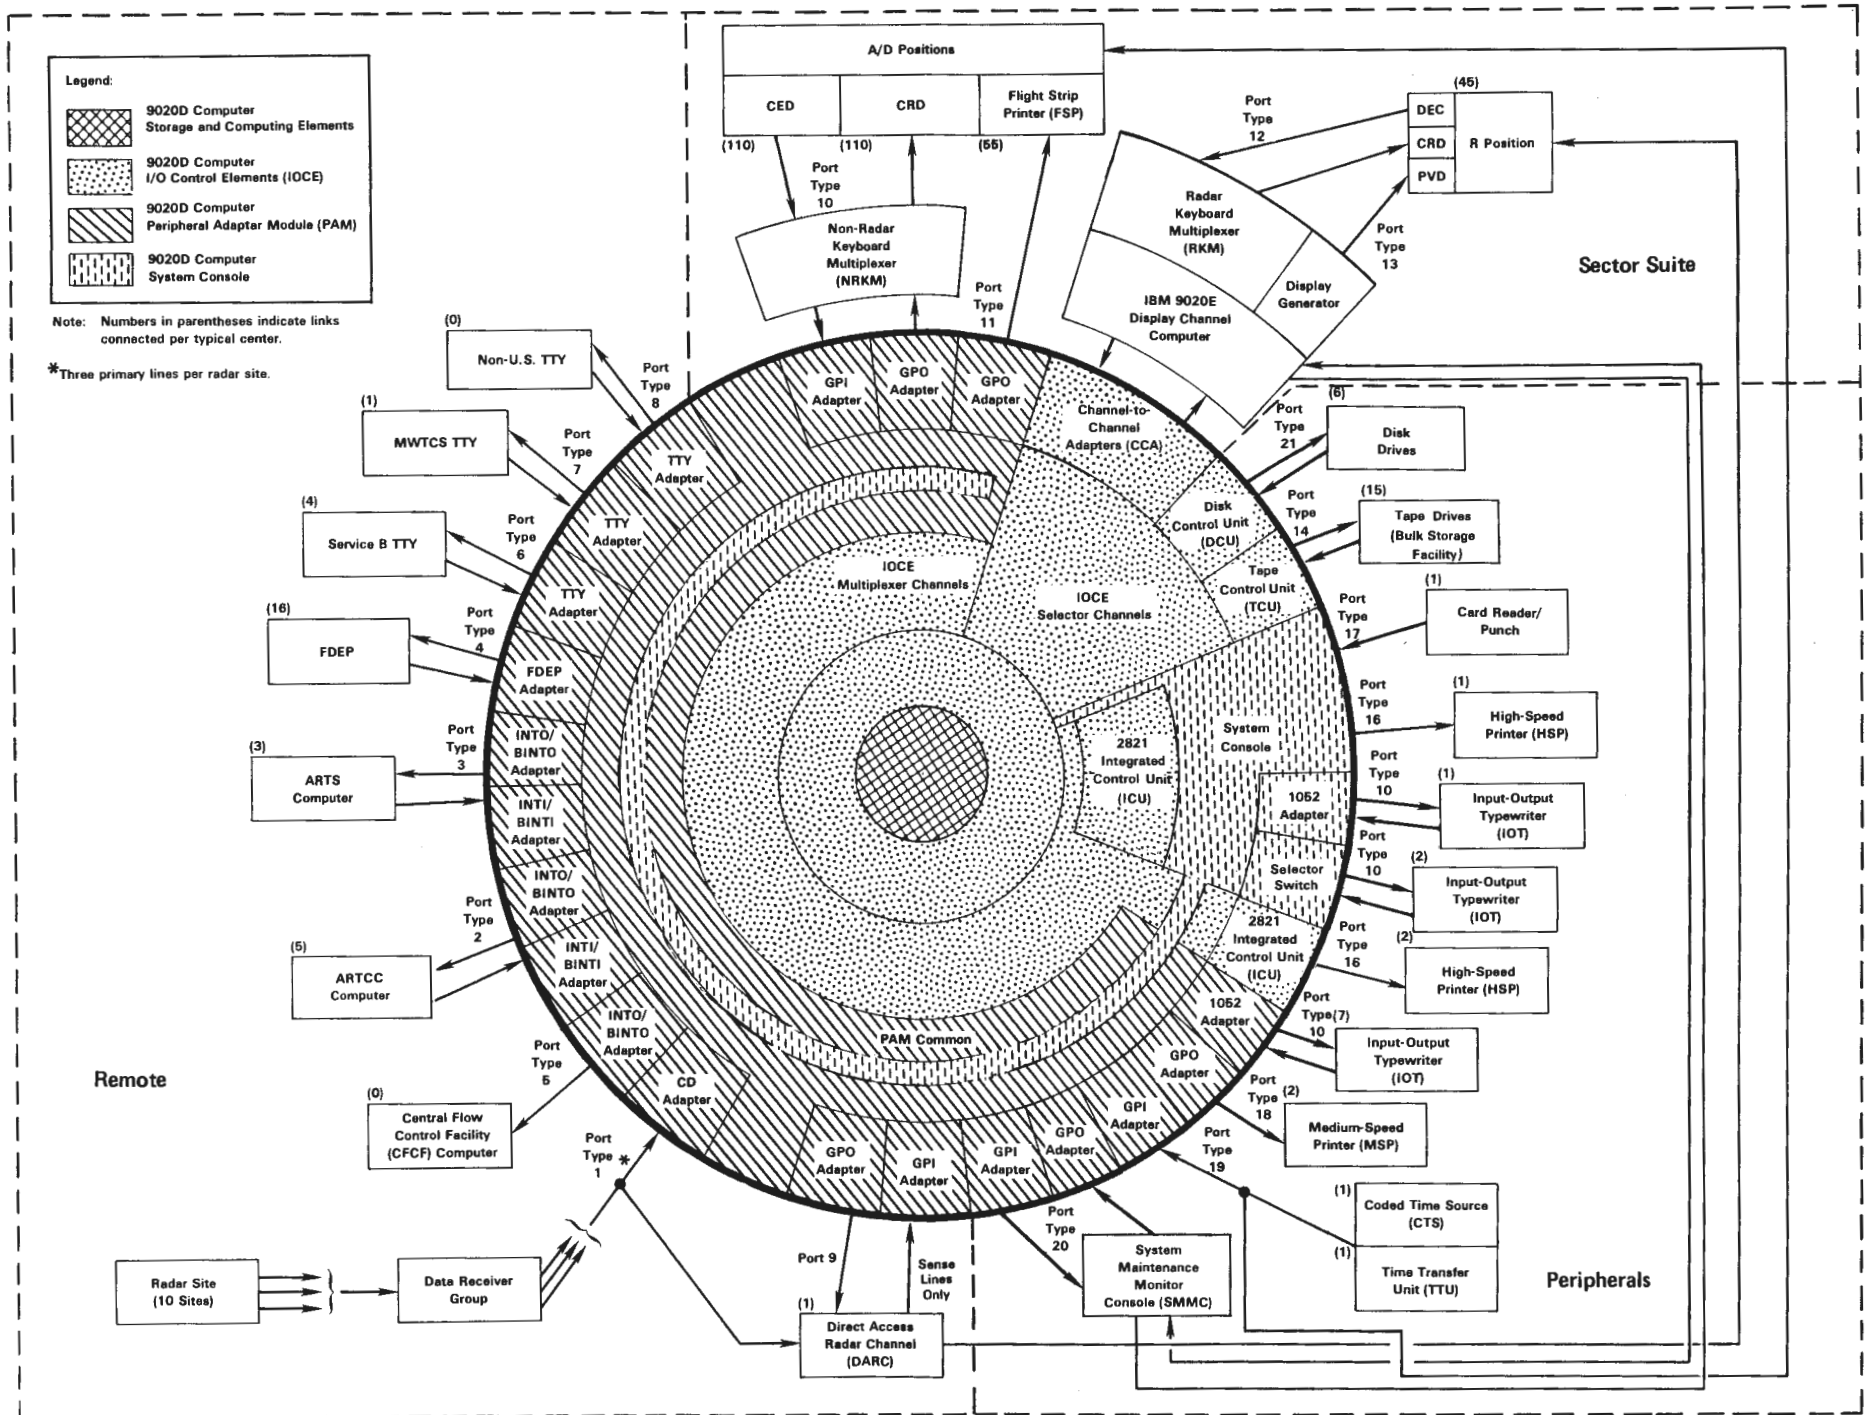 Legend:
9020D Computer
Storage and Computing Elements
9020D Computer
I/O Control Elements (IOCE)
9020D Computer
Peripheral Adaptar Module (PAM)
9020D Computer
System Console
Note: Numbers in parentheses indicate links
connected per typical center.
*Three primary lines per radar site.
A/D Positions
CED
CRD
Flight Strip
Printer (FSP)
(110)
(110)
(55)
Port
Type
10
Non-Radar
Keyboard
Multiplexer
(NRKM)
Port
Type
11
Port
Type
12
(45)
DEC
CRD
PVD
R Position
Radar
Keyboard
Multiplexer
(RKM)
Display
Generator
IBM 9020E
Display Channel
Computer
Port
Type
13
Sector Suite
(0)
Non-U.S. TTY
Port
Type
8
(1)
MWTCS TTY
Port
Type
7
(4)
Service B TTY
Port
Type
6
(16)
FDEP
Port
Type
4
(3)
ARTS
Computer
Port
Type
3
(5)
ARTCC
Computer
Port
Type
2
(0)
Central Flow
Control Facility
(CFCF) Computer
Port
Type
5
Port
Type
1 *
Remote
Radar Site
(10 Sites)
Data Receiver
Group
GPI
Adapter
GPO
Adapter
GPO
Adapter
TTY
Adapter
TTY
Adapter
TTY
Adapter
FDEP
Adapter
INTO/
BINTO
Adapter
INTI/
BINTI
Adapter
INTO/
BINTO
Adapter
INTI/
BINTI
Adapter
INTO/
BINTO
Adapter
CD
Adapter
GPO
Adapter
GPI
Adapter
GPI
Adapter
GPO
Adapter
GPI
Adapter
GPO
Adapter
1052
Adapter
2821
Integrated
Control Unit
(ICU)
Selector
Switch
1052
Adapter
System
Console
2821
Integrated
Control Unit
(ICU)
Channel-to-
Channel
Adapters (CCA)
Disk
Control Unit
(DCU)
Tape
Control Unit
(TCU)
IOCE
Selector Channels
IOCE
Multiplexer Channels
PAM Common
Port
Type
21
(6)
Disk
Drives
Port
Type
14
(15)
Tape Drives
(Bulk Storage
Facility)
Port
Type
17
(1)
Card Reader/
Punch
Port
Type
16
(1)
High-Speed
Printer (HSP)
Port
Type
10
(1)
Input-Output
Typewriter
(IOT)
Port
Type
10
(2)
Input-Output
Typewriter
(IOT)
Port
Type
16
(2)
High-Speed
Printer (HSP)
Port
Type(7)
10
Input-Output
Typewriter
(IOT)
Port
Type
18
(2)
Medium-Speed
Printer (MSP)
Port
Type
19
(1)
Coded Time Source
(CTS)
(1)
Time Transfer
Unit (TTU)
Peripherals
Port
Type
20
System
Maintenance
Monitor
Console (SMMC)
Port 9
Sense
Lines
Only
(1)
Direct Access
Radar Channel
(DARC)